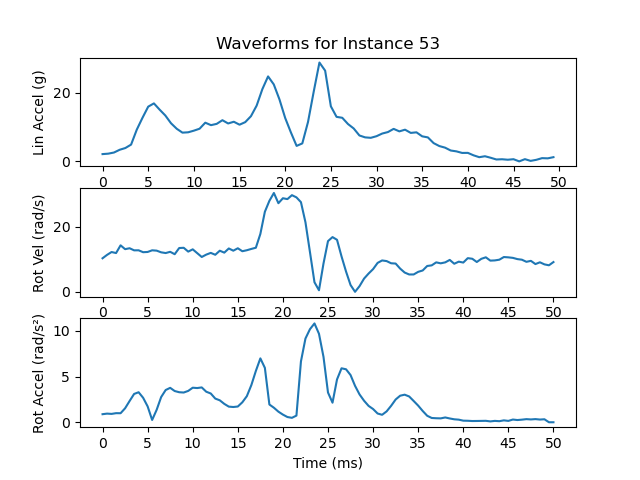 Waveforms for Instance 53
Lin Accel (g)
20
0
0 5 10 15 20 25 30 35 40 45 50
Rot Vel (rad/s)
20
0
0 5 10 15 20 25 30 35 40 45 50
Rot Accel (rad/s²)
10
5
0
0 5 10 15 20 25 30 35 40 45 50
Time (ms)